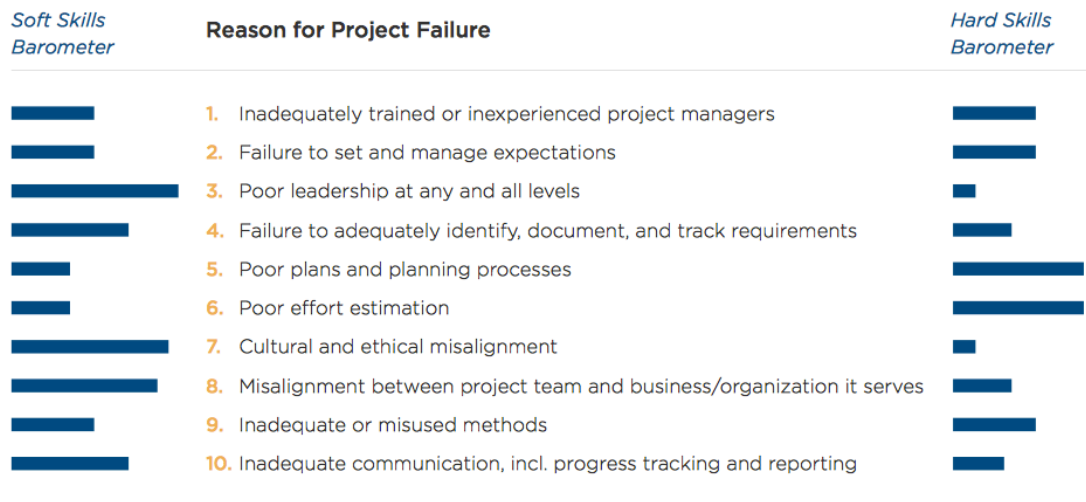 Soft Skills
Barometer
Reason for Project Failure
Hard Skills
Barometer
1. Inadequately trained or inexperienced project managers
2. Failure to set and manage expectations
3. Poor leadership at any and all levels
4. Failure to adequately identify, document, and track requirements
5. Poor plans and planning processes
6. Poor effort estimation
7. Cultural and ethical misalignment
8. Misalignment between project team and business/organization it serves
9. Inadequate or misused methods
10. Inadequate communication, incl. progress tracking and reporting